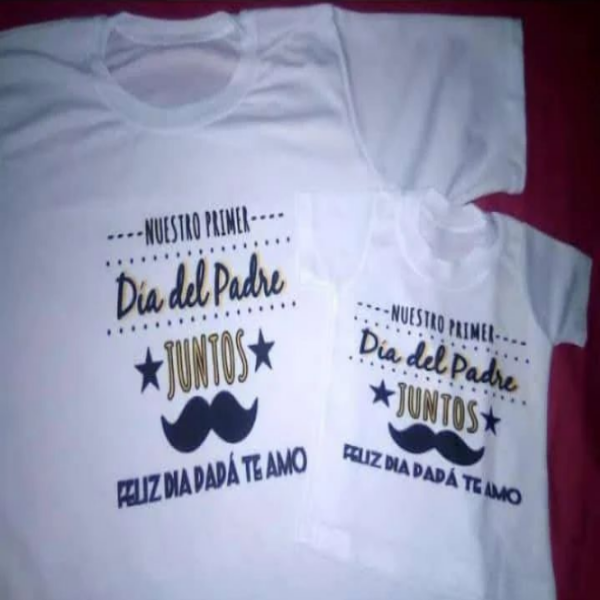 ----NUESTRO PRIMER----
Día del Padre
JUNTOS
FELIZ DIA PAPÁ TE AMO
----NUESTRO PRIMER----
Día del Padre
JUNTOS
FELIZ DIA PAPÁ TE AMO